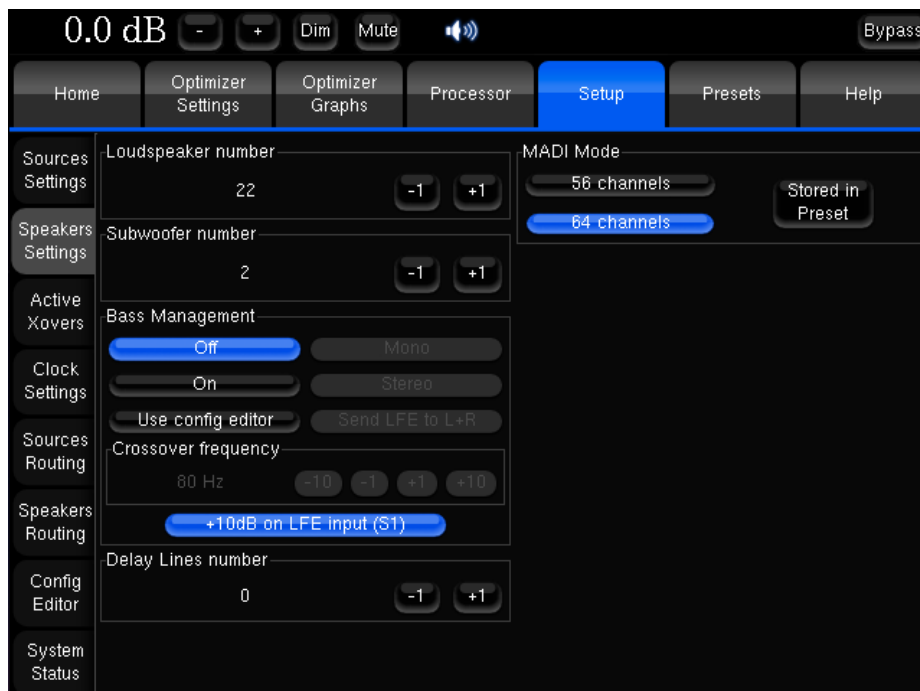 0.0 dB - + Dim Mute Bypass
Home
Optimizer
Settings
Optimizer
Graphs
Processor
Setup
Presets
Help
Sources
Settings
Speakers
Settings
Active
Xovers
Clock
Settings
Sources
Routing
Speakers
Routing
Config
Editor
System
Status
Loudspeaker number
22 -1 +1
Subwoofer number
2 -1 +1
Bass Management
Off Mono
On Stereo
Use config editor Send LFE to L+R
Crossover frequency
80 Hz -10 -1 +1 +10
+10dB on LFE input (S1)
Delay Lines number
0 -1 +1
MADI Mode
56 channels
64 channels
Stored in
Preset